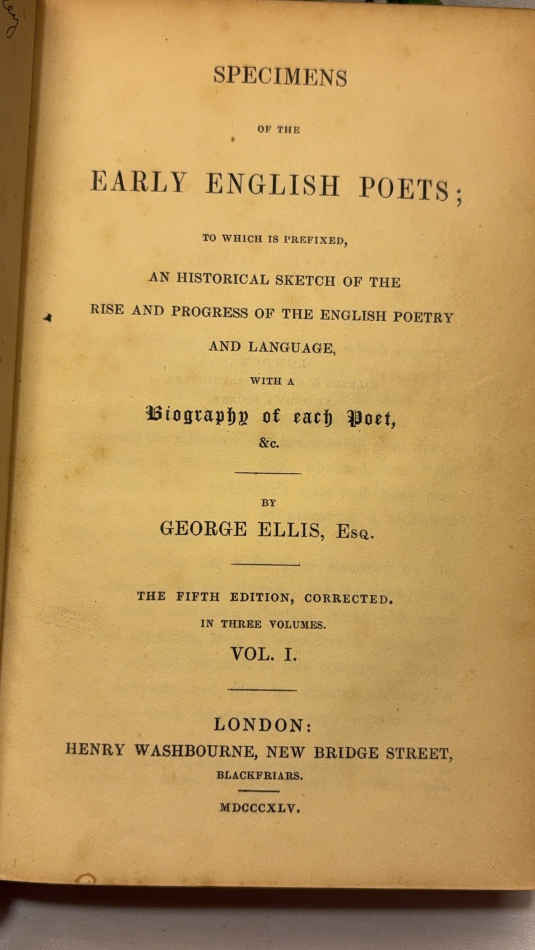 SPECIMENS
OF THE
EARLY ENGLISH POETS;
TO WHICH IS PREFIXED,
AN HISTORICAL SKETCH OF THE
RISE AND PROGRESS OF THE ENGLISH POETRY
AND LANGUAGE,
WITH A
Biography of each Poet,
&c.
BY
GEORGE ELLIS, Esq.
THE FIFTH EDITION, CORRECTED.
IN THREE VOLUMES.
VOL. I.
LONDON:
HENRY WASHBOURNE, NEW BRIDGE STREET,
BLACKFRIARS.
MDCCCXLV.